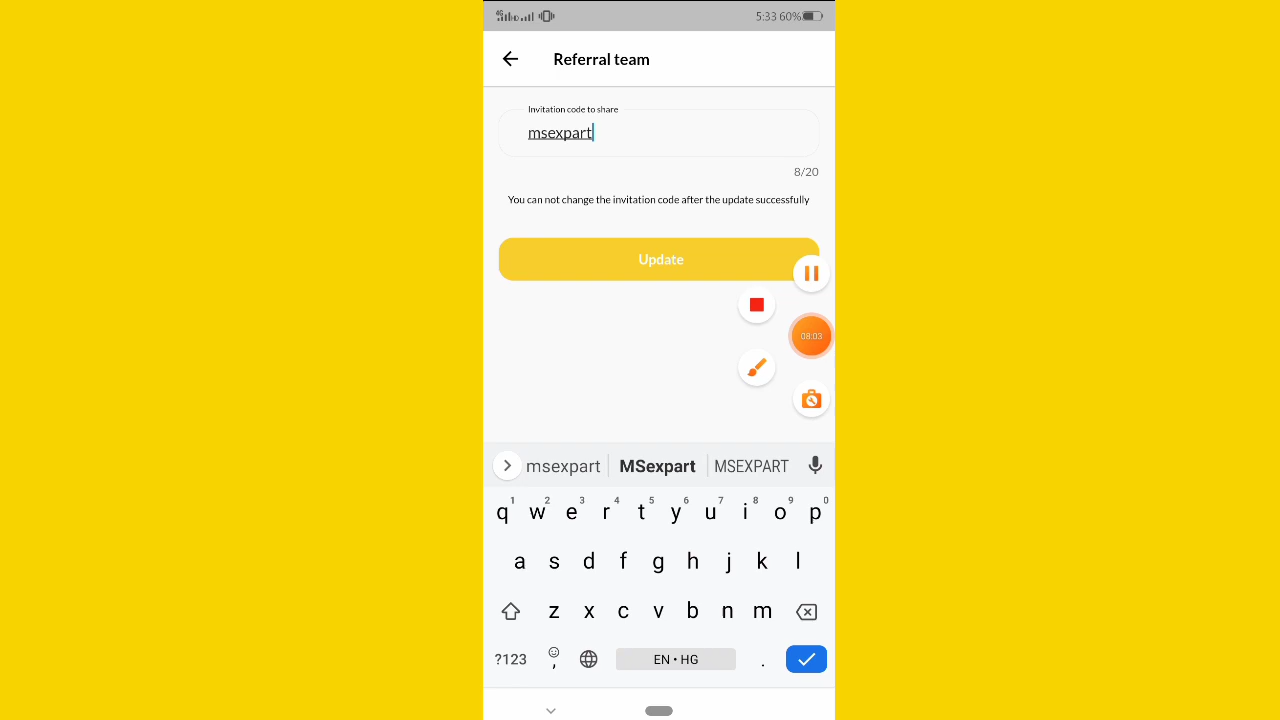 4G 5:33 60%
Referral team
Invitation code to share
msexpart
8/20
You can not change the invitation code after the update successfully
Update
08:03
msexpart MSexpart MSEXPART
1 2 3 4 5 6 7 8 9 0
q w e r t y u i o p
a s d f g h j k l
z x c v b n m
?123 , EN • HG .